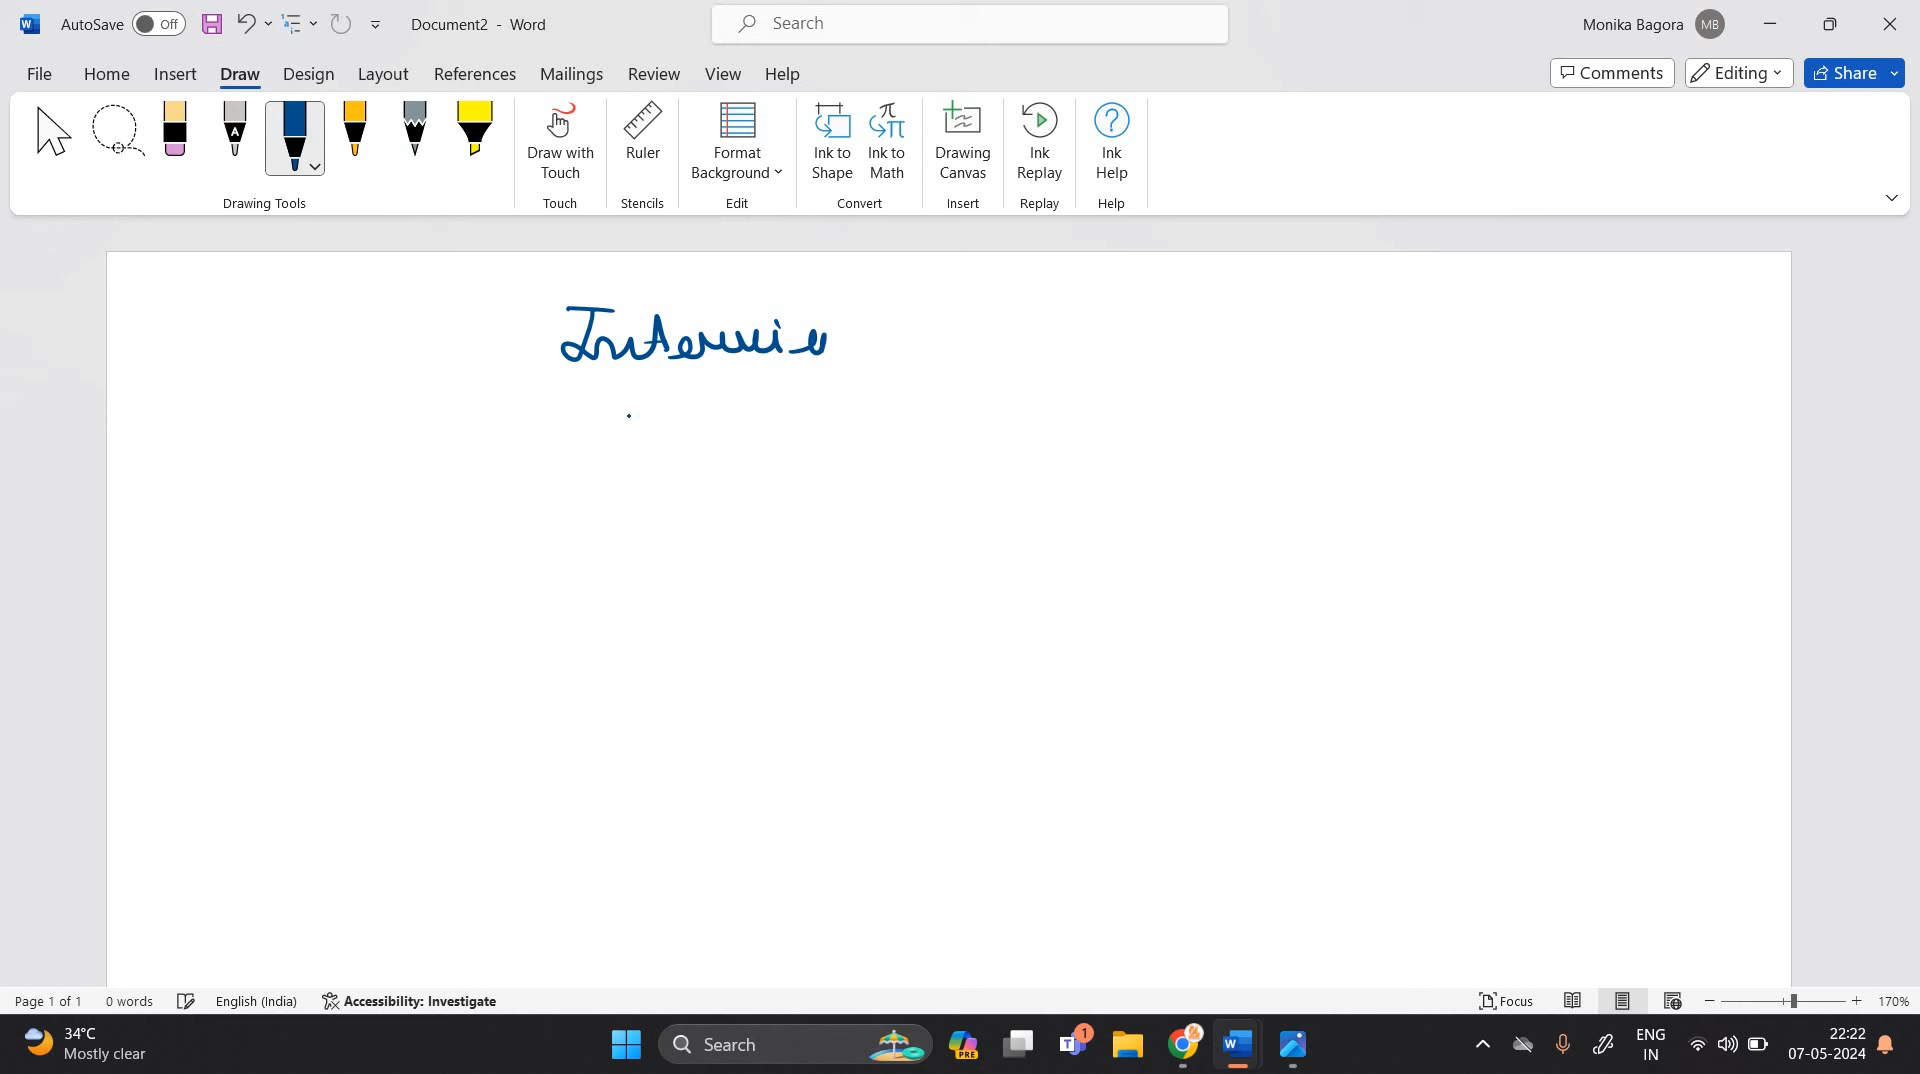 AutoSave Off Document2 - Word Search Monika Bagora MB
File Home Insert Draw Design Layout References Mailings Review View Help Comments Editing Share
A
Draw with Touch Ruler Format Background Ink to Shape Ink to Math Drawing Canvas Ink Replay Ink Help
Drawing Tools Touch Stencils Edit Convert Insert Replay Help
Page 1 of 1 0 words English (India) Accessibility: Investigate Focus 170%
34°C Mostly clear Search PRE 1 ENG IN 22:22 07-05-2024